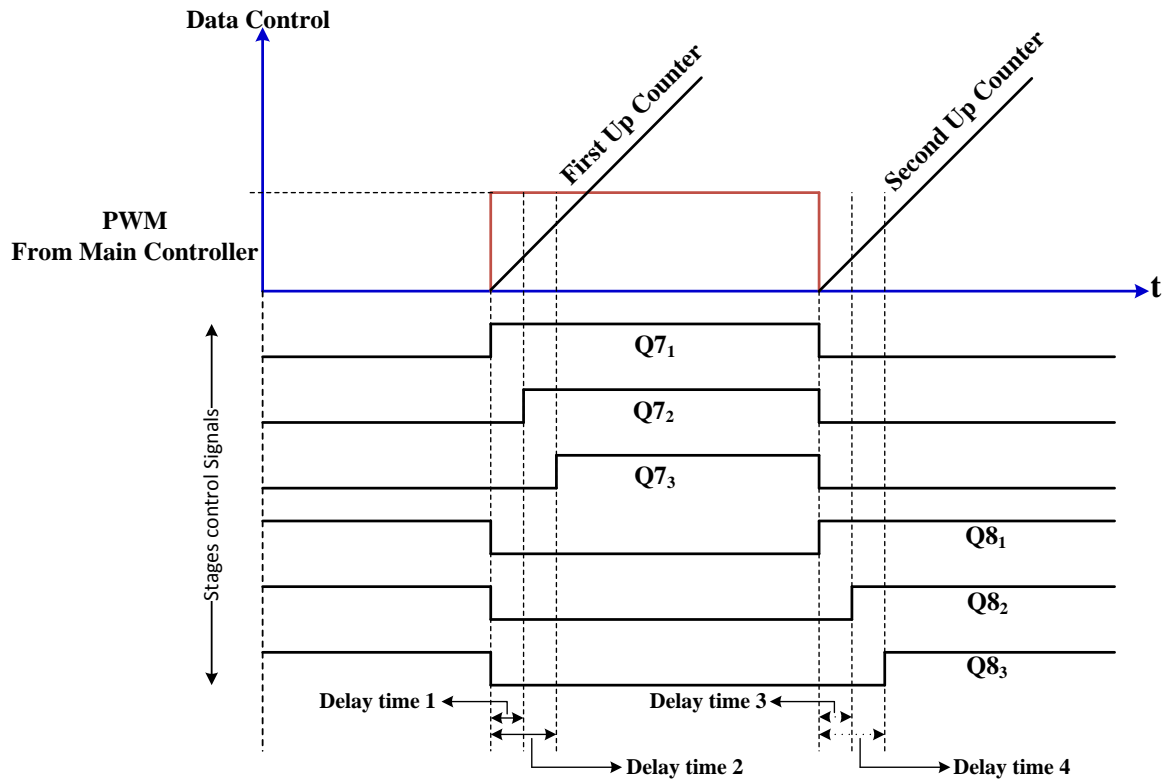 Data Control
First Up Counter
Second Up Counter
PWM
From Main Controller
t
Stages control Signals
Q7₁
Q7₂
Q7₃
Q8₁
Q8₂
Q8₃
Delay time 1
Delay time 3
Delay time 2
Delay time 4